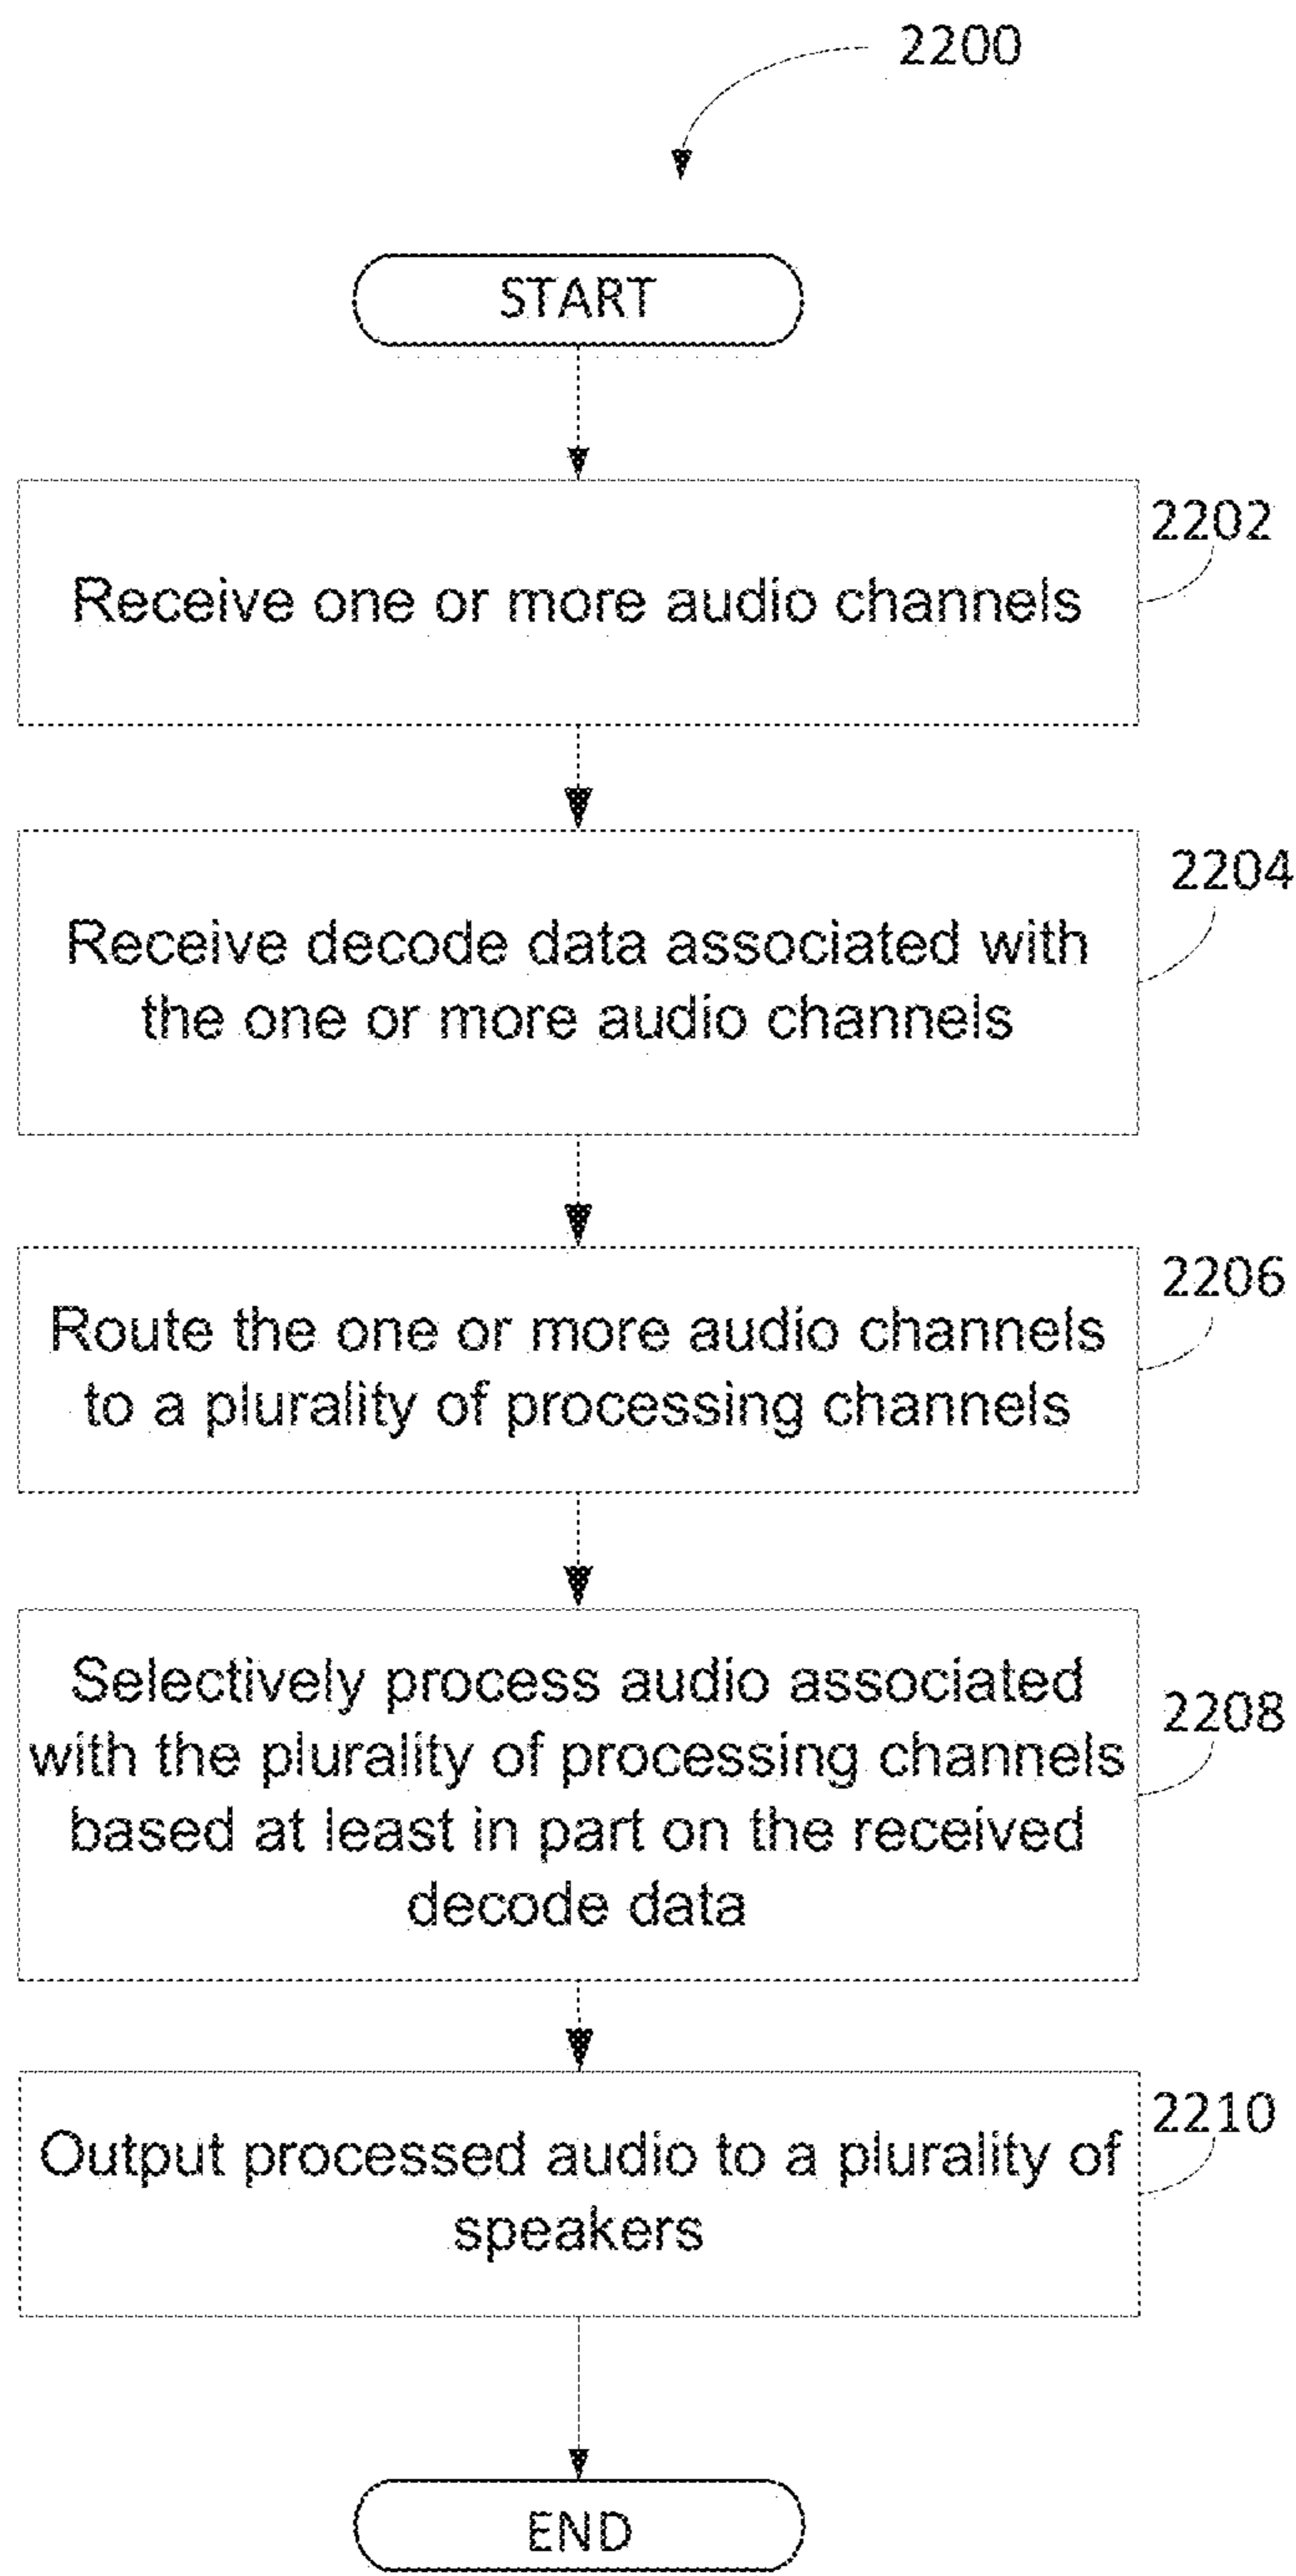 2200
START
2202
Receive one or more audio channels
2204
Receive decode data associated with
the one or more audio channels
2206
Route the one or more audio channels
to a plurality of processing channels
2208
Selectively process audio associated
with the plurality of processing channels
based at least in part on the received
decode data
2210
Output processed audio to a plurality of
speakers
END